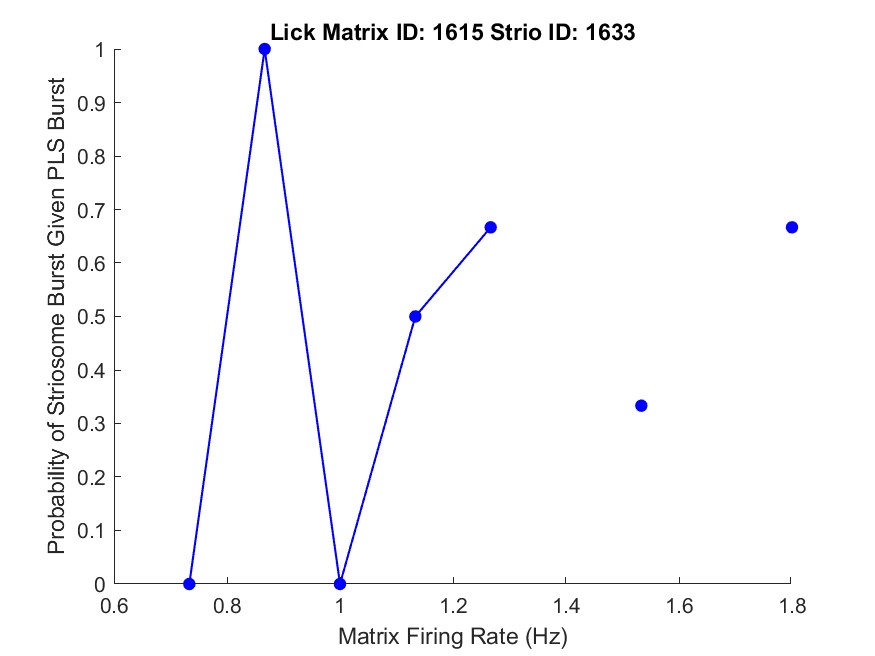 Lick Matrix ID: 1615 Strio ID: 1633
Probability of Striosome Burst Given PLS Burst
1
0.9
0.8
0.7
0.6
0.5
0.4
0.3
0.2
0.1
0
0.6 0.8 1 1.2 1.4 1.6 1.8
Matrix Firing Rate (Hz)